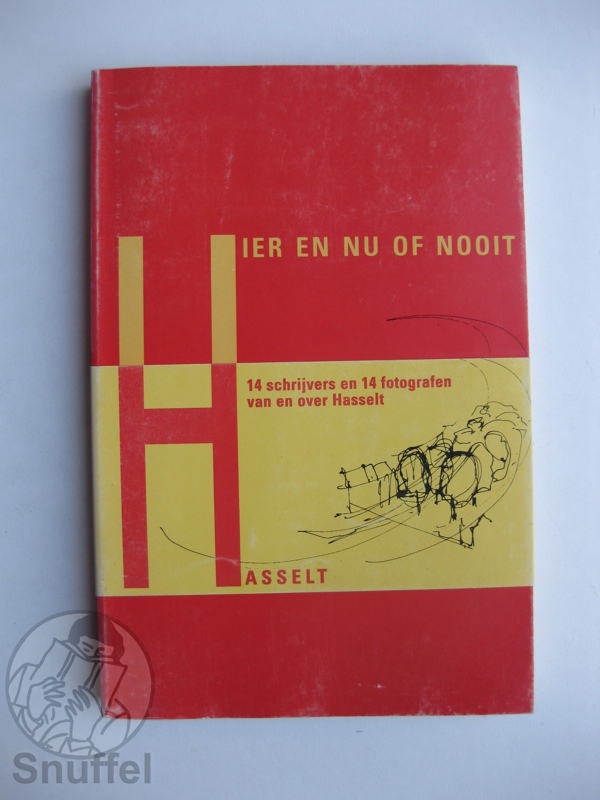 HIER EN NU OF NOOIT
14 schrijvers en 14 fotografen
van en over Hasselt
HASSELT
Snuffel